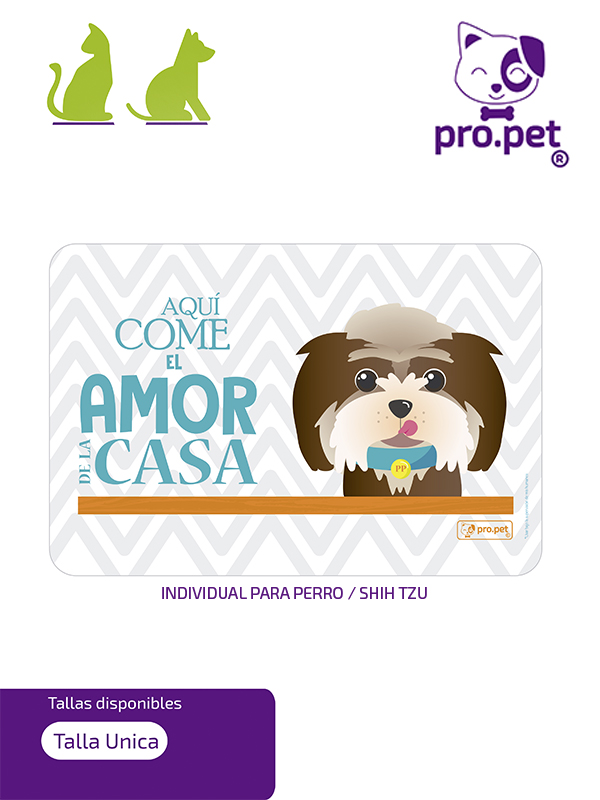 pro.pet
®
AQUÍ
COME
EL
AMOR
DE LA
CASA
PP
pro.pet
INDIVIDUAL PARA PERRO / SHIH TZU
Tallas disponibles
Talla Unica